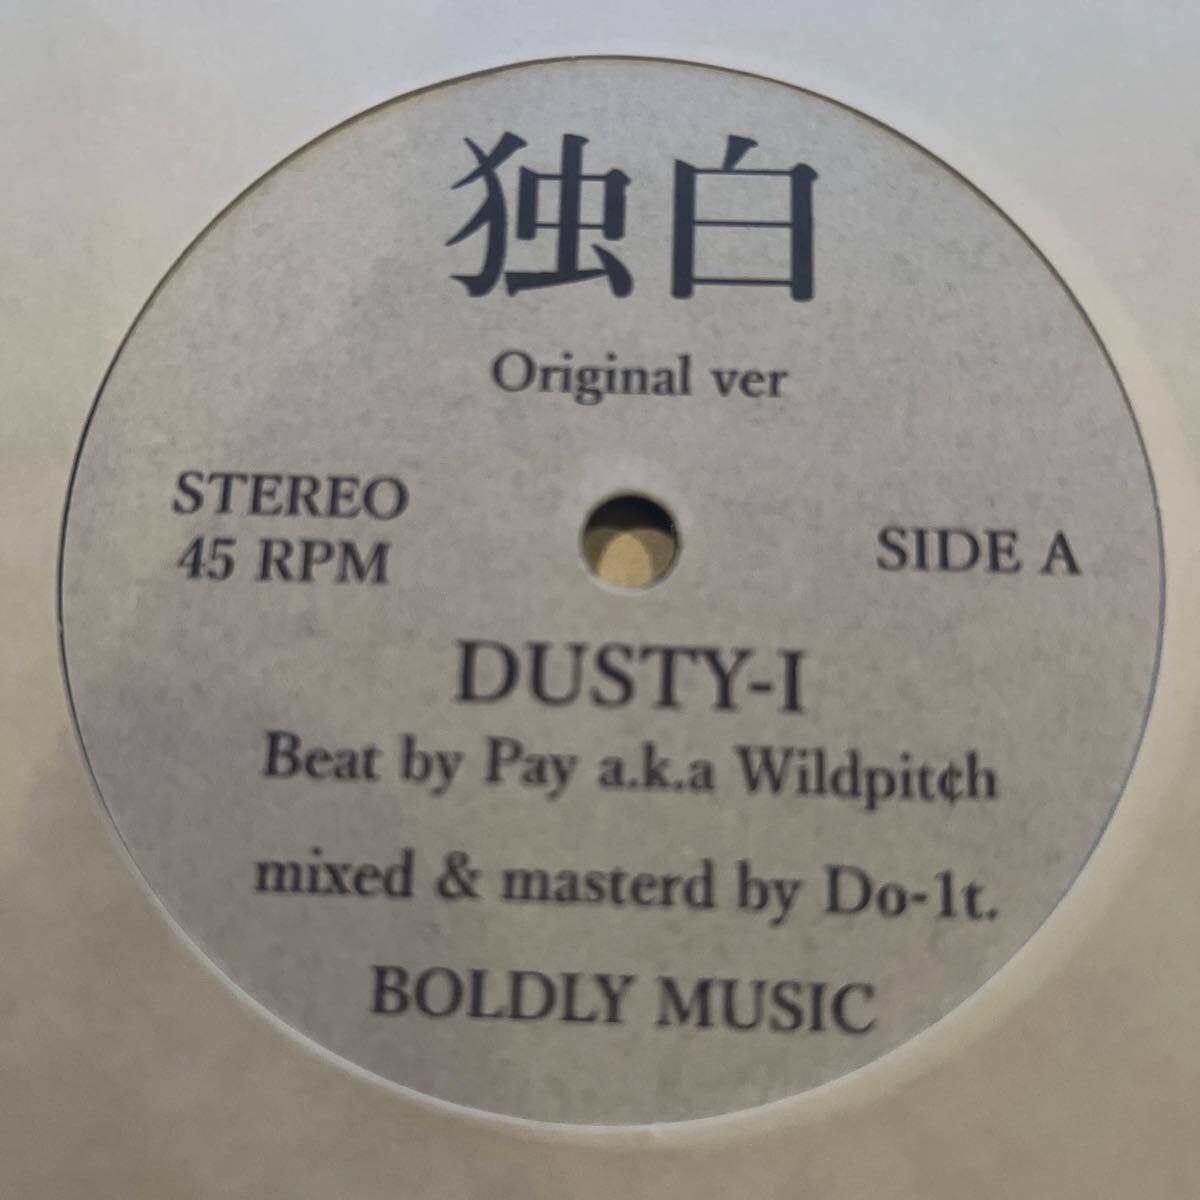 独白
Original ver
STEREO
45 RPM
SIDE A
DUSTY-I
Beat by Pay a.k.a Wildpit¢h
mixed & masterd by Do-1t.
BOLDLY MUSIC